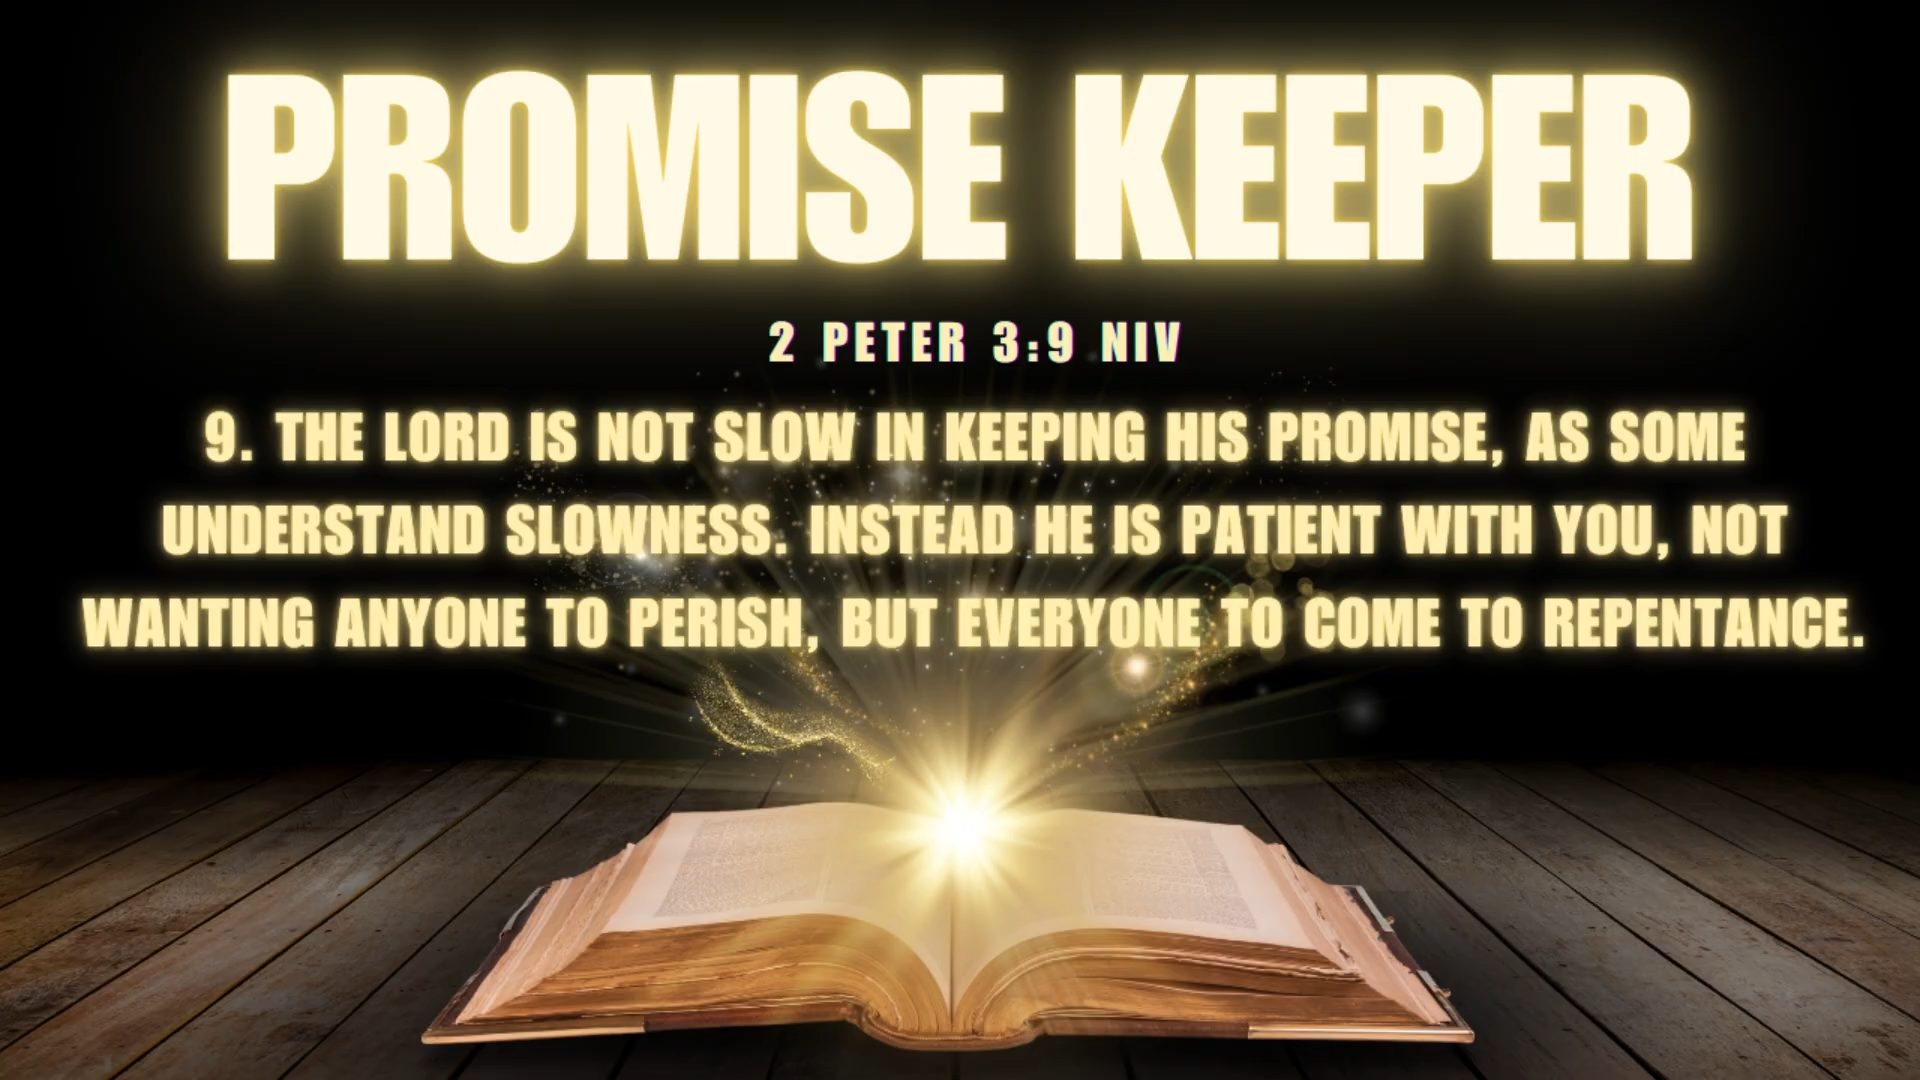 PROMISE KEEPER
2 PETER 3:9 NIV
9. THE LORD IS NOT SLOW IN KEEPING HIS PROMISE, AS SOME
UNDERSTAND SLOWNESS. INSTEAD HE IS PATIENT WITH YOU, NOT
WANTING ANYONE TO PERISH, BUT EVERYONE TO COME TO REPENTANCE.